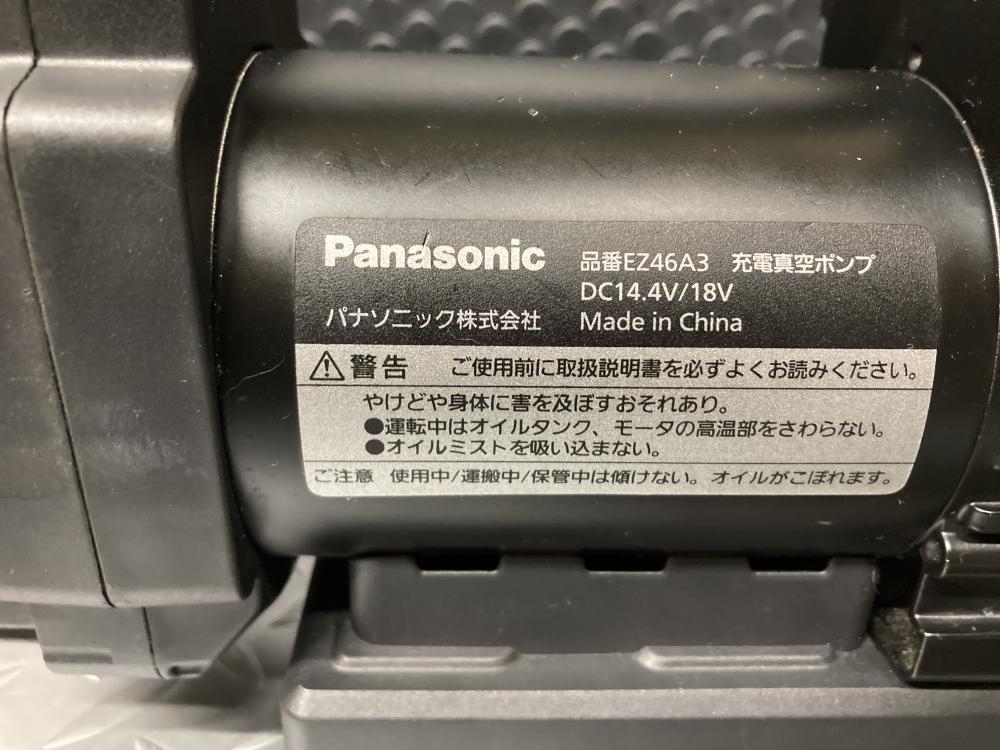 Panasonic
品番EZ46A3 充電真空ポンプ
DC14.4V/18V
パナソニック株式会社 Made in China
警告 ご使用前に取扱説明書を必ずよくお読みください。
やけどや身体に害を及ぼすおそれあり。
●運転中はオイルタンク、モータの高温部をさわらない。
●オイルミストを吸い込まない。
ご注意 使用中/運搬中/保管中は傾けない。オイルがこぼれます。